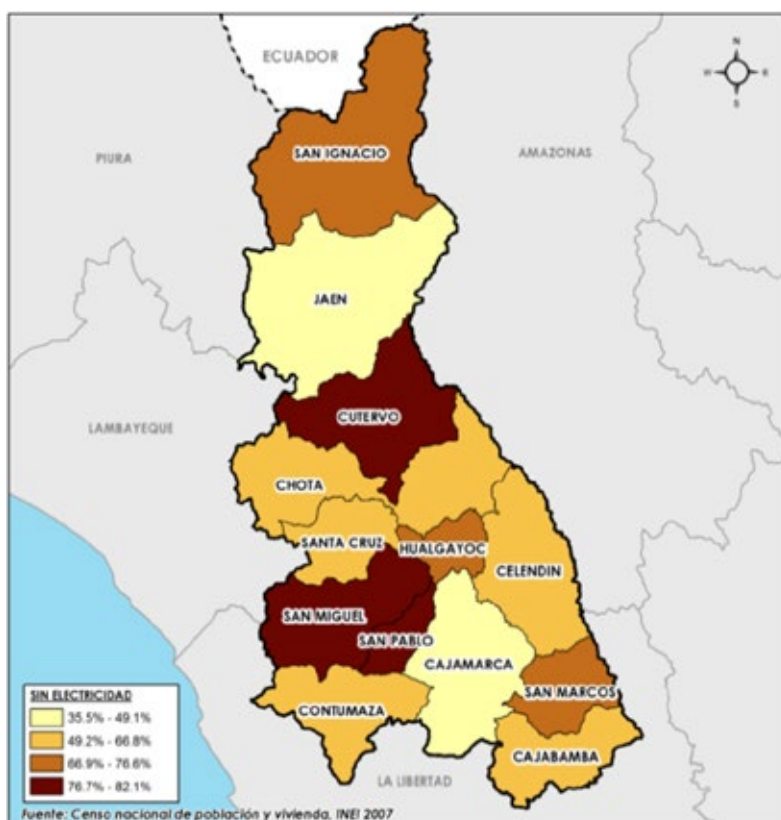 ECUADOR
N
W
E
S
PIURA
SAN IGNACIO
AMAZONAS
JAEN
CUTERVO
LAMBAYEQUE
CHOTA
SANTA CRUZ
HUALGAYOC
CELENDIN
SAN MIGUEL
SAN PABLO
CAJAMARCA
SAN MARCOS
CONTUMAZA
CAJABAMBA
LA LIBERTAD
SIN ELECTRICIDAD
35.5% - 49.1%
49.2% - 66.8%
66.9% - 76.6%
76.7% - 82.1%
Fuente: Censo nacional de población y vivienda, INEI 2007